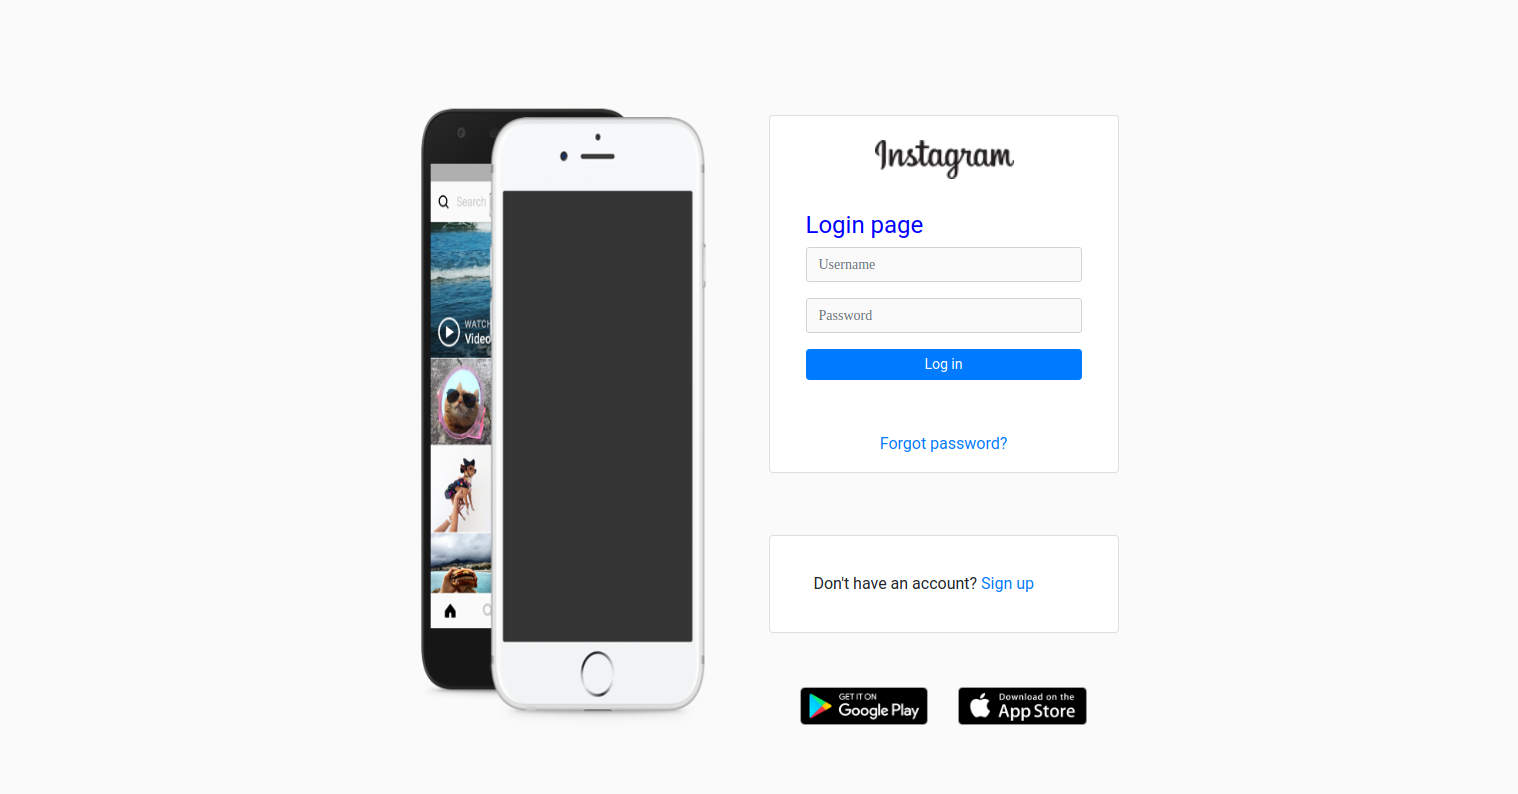 Search
WATCH
Video
Instagram
Login page
Username
Password
Log in
Forgot password?
Don't have an account? Sign up
GET IT ON
Google Play
Download on the
App Store